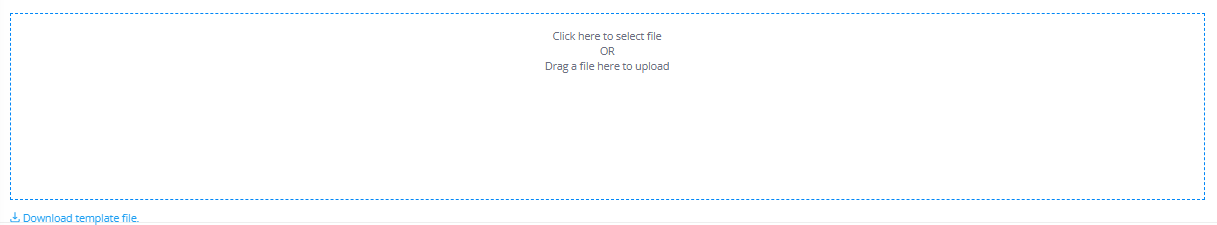 Click here to select file
OR
Drag a file here to upload
Download template file.